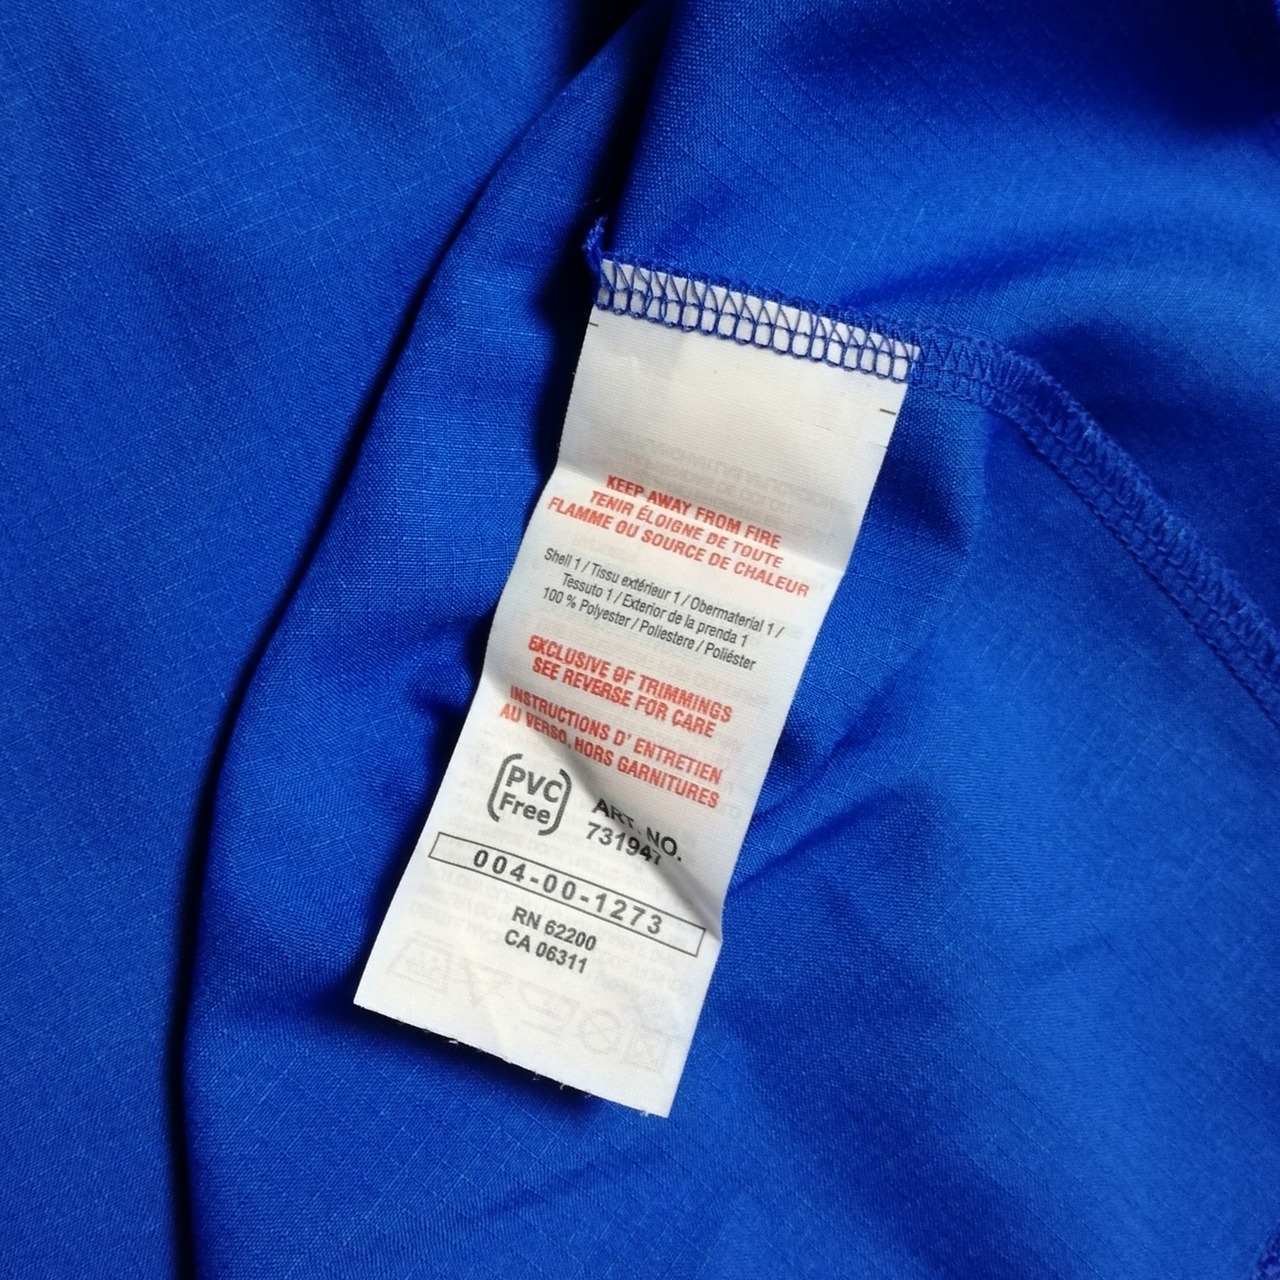 KEEP AWAY FROM FIRE
TENIR ÉLOIGNE DE TOUTE
FLAMME OU SOURCE DE CHALEUR
Shell 1 / Tissu extérieur 1 / Obermaterial 1 /
Tessuto 1 / Exterior de la prenda 1
100 % Polyester / Poliestere / Poliéster
EXCLUSIVE OF TRIMMINGS
SEE REVERSE FOR CARE
INSTRUCTIONS D' ENTRETIEN
AU VERSO, HORS GARNITURES
PVC
Free
ART. NO.
731947
004-00-1273
RN 62200
CA 06311